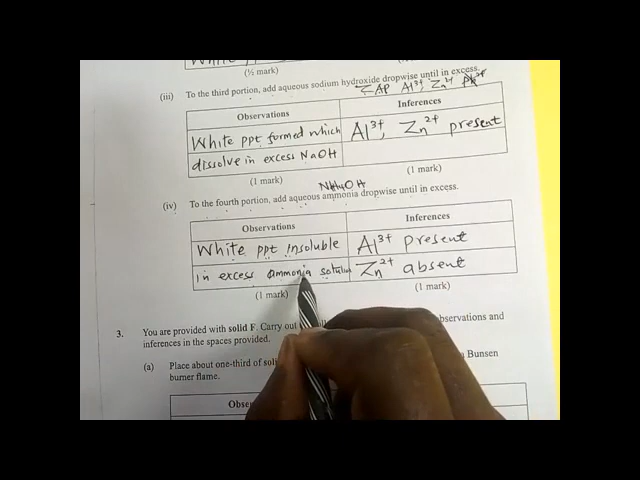 (½ mark)
(iii) To the third portion, add aqueous sodium hydroxide dropwise until in excess.
ZAP Al³⁺, Zn²⁺ Pb²⁺
Observations Inferences
White ppt formed which Al³⁺, Zn²⁺ present
dissolve in excess NaOH
(1 mark) (1 mark)
NH₄OH
(iv) To the fourth portion, add aqueous ammonia dropwise until in excess.
Observations Inferences
White ppt insoluble Al³⁺ present
in excess ammonia solution Zn²⁺ absent
(1 mark) (1 mark)
3. You are provided with solid F. Carry out observations and
inferences in the spaces provided.
(a) Place about one-third of Bunsen
burner flame.